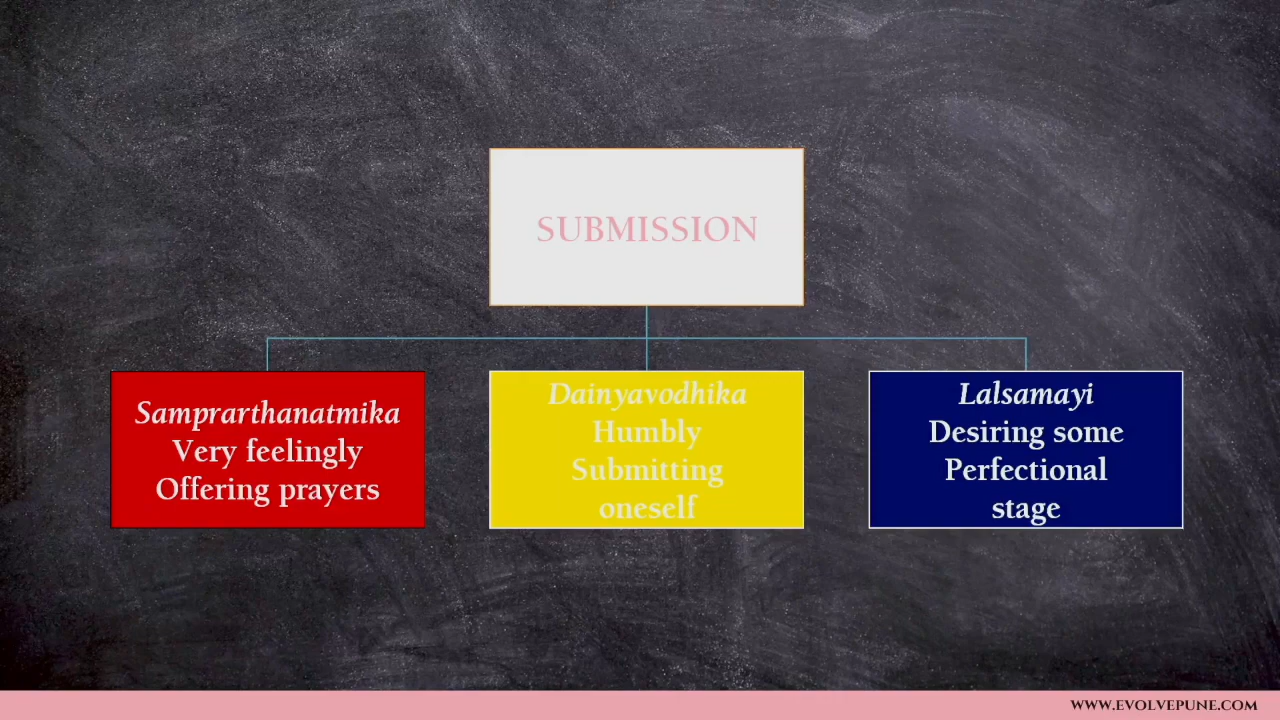 SUBMISSION
Samprarthanatmika
Very feelingly
Offering prayers
Dainyavodhika
Humbly
Submitting
oneself
Lalsamayi
Desiring some
Perfectional
stage
WWW.EVOLVEPUNE.COM